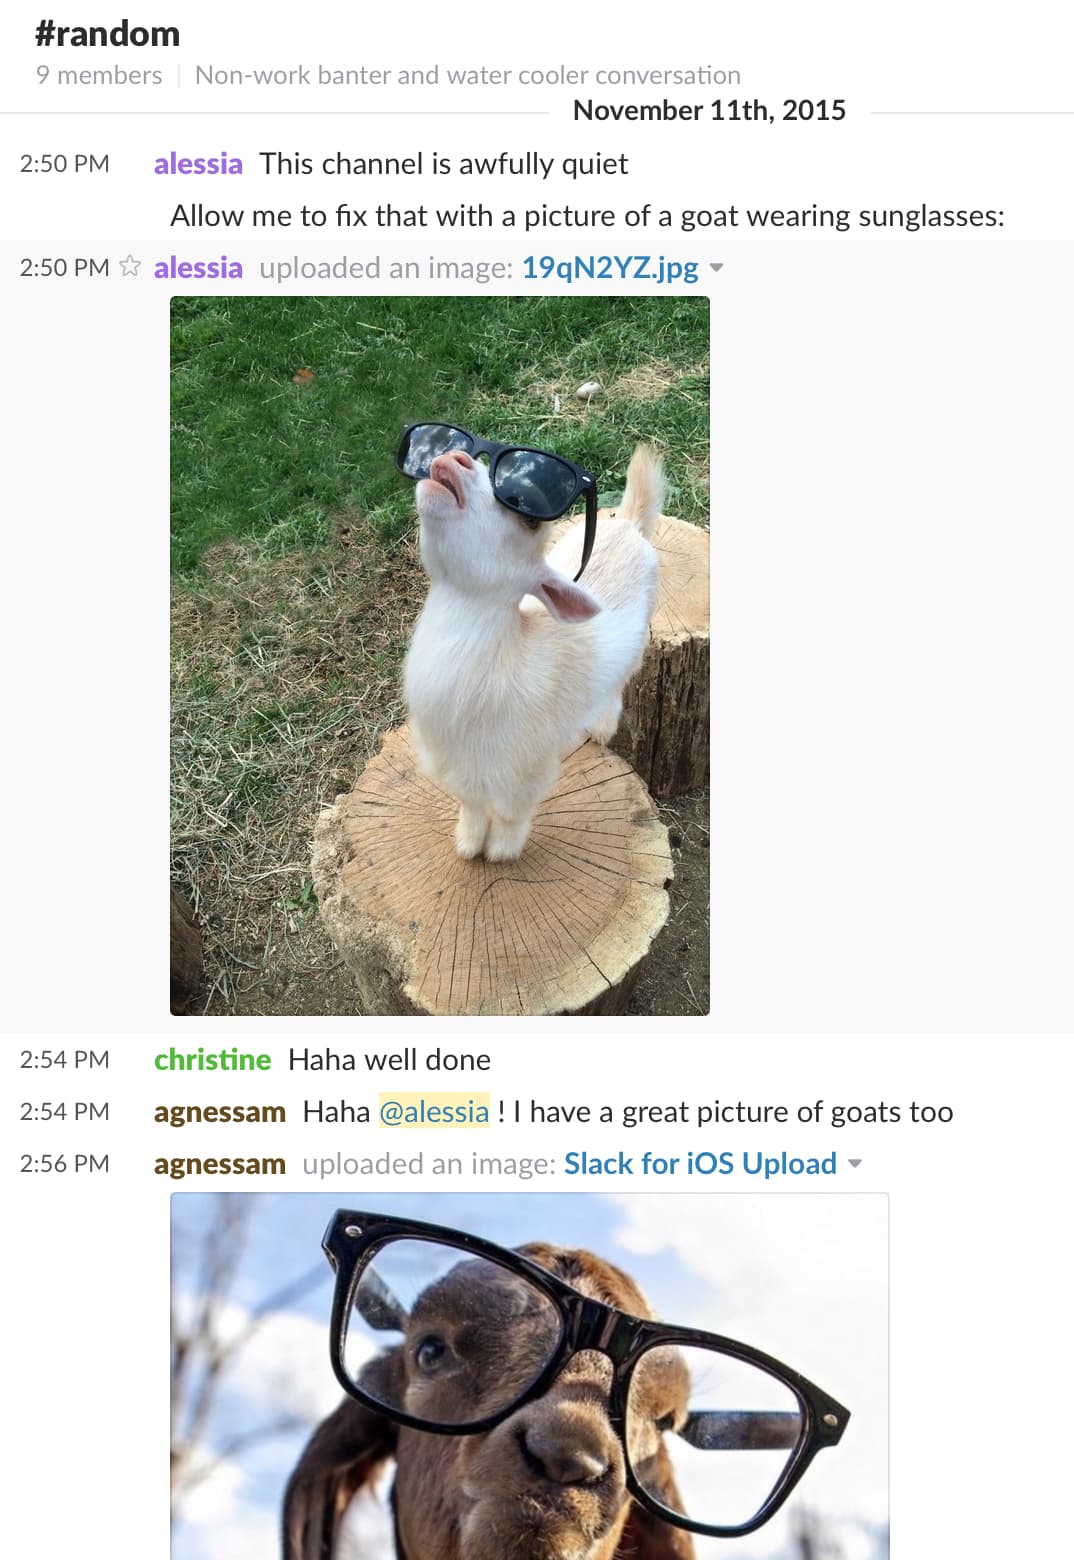 #random
9 members | Non-work banter and water cooler conversation
November 11th, 2015
2:50 PM alessia This channel is awfully quiet
Allow me to fix that with a picture of a goat wearing sunglasses:
2:50 PM alessia uploaded an image: 19qN2YZ.jpg
2:54 PM christine Haha well done
2:54 PM agnessam Haha @alessia ! I have a great picture of goats too
2:56 PM agnessam uploaded an image: Slack for iOS Upload